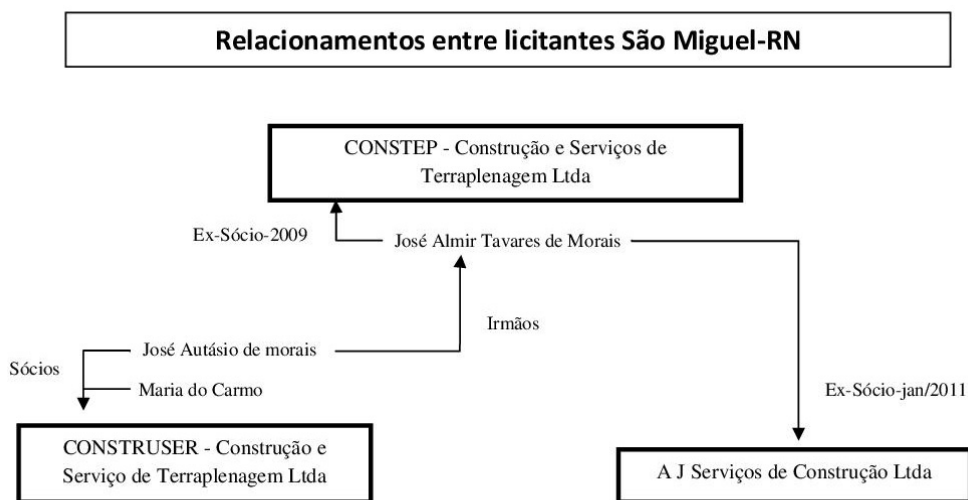 Relacionamentos entre licitantes São Miguel-RN
CONSTEP - Construção e Serviços de
Terraplenagem Ltda
Ex-Sócio-2009
José Almir Tavares de Morais
Irmãos
José Autásio de morais
Sócios
Maria do Carmo
Ex-Sócio-jan/2011
CONSTRUSER - Construção e
Serviço de Terraplenagem Ltda
A J Serviços de Construção Ltda